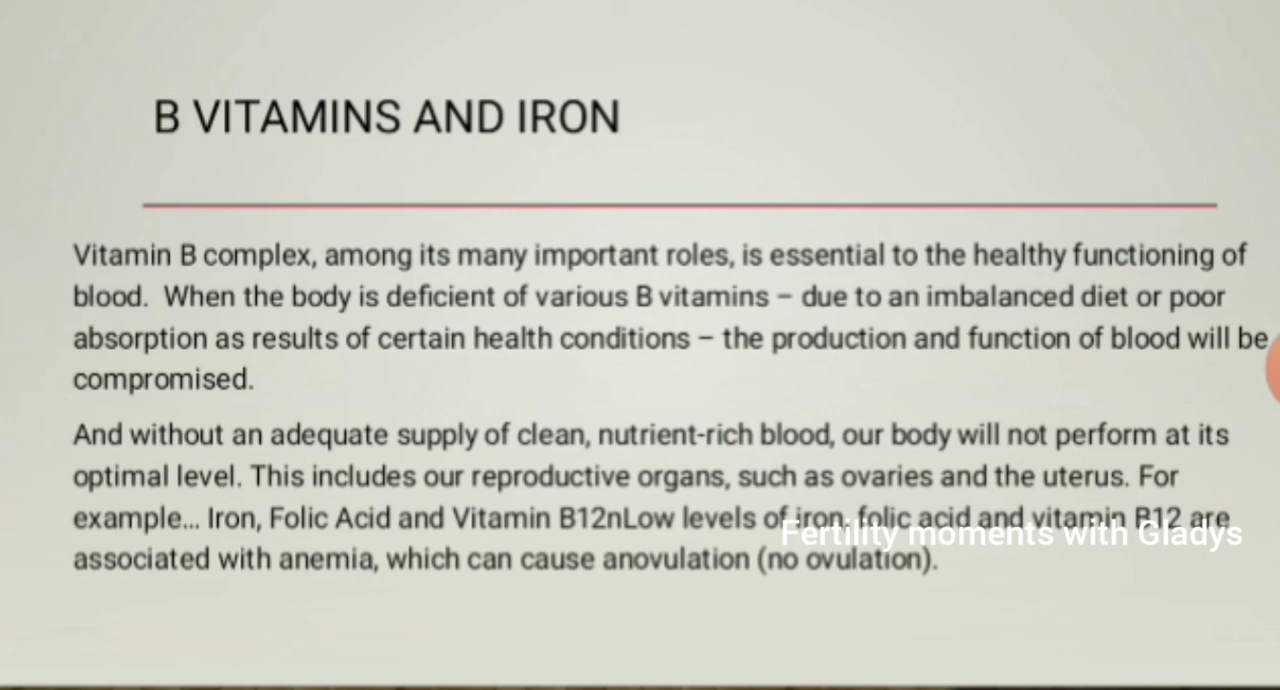 B VITAMINS AND IRON
Vitamin B complex, among its many important roles, is essential to the healthy functioning of
blood.  When the body is deficient of various B vitamins – due to an imbalanced diet or poor
absorption as results of certain health conditions – the production and function of blood will be
compromised.
And without an adequate supply of clean, nutrient-rich blood, our body will not perform at its
optimal level. This includes our reproductive organs, such as ovaries and the uterus. For
example... Iron, Folic Acid and Vitamin B12nLow levels of iron, folic acid and vitamin B12 are
Fertility moments with Gladys
associated with anemia, which can cause anovulation (no ovulation).